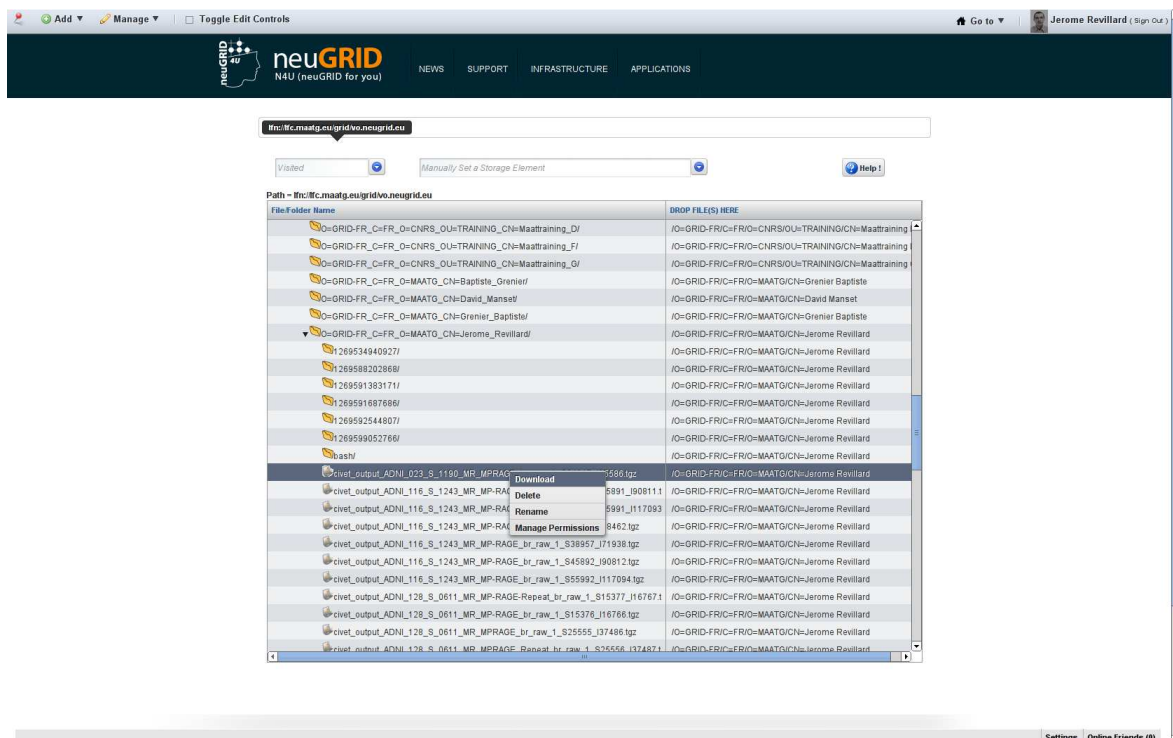 Add ▼ Manage ▼ Toggle Edit Controls Go to ▼ Jerome Revillard (Sign Out)
neuGRID 4U
neuGRID
N4U (neuGRID for you)
NEWS SUPPORT INFRASTRUCTURE APPLICATIONS
lfn://lfc.maatg.eu/grid/vo.neugrid.eu
Visited Manually Set a Storage Element Help !
Path = lfn://lfc.maatg.eu/grid/vo.neugrid.eu
File/Folder Name DROP FILE(S) HERE
O=GRID-FR_C=FR_O=CNRS_OU=TRAINING_CN=Maattraining_D/ /O=GRID-FR/C=FR/O=CNRS/OU=TRAINING/CN=Maattraining
O=GRID-FR_C=FR_O=CNRS_OU=TRAINING_CN=Maattraining_F/ /O=GRID-FR/C=FR/O=CNRS/OU=TRAINING/CN=Maattraining
O=GRID-FR_C=FR_O=CNRS_OU=TRAINING_CN=Maattraining_G/ /O=GRID-FR/C=FR/O=CNRS/OU=TRAINING/CN=Maattraining
O=GRID-FR_C=FR_O=MAATG_CN=Baptiste_Grenier/ /O=GRID-FR/C=FR/O=MAATG/CN=Grenier Baptiste
O=GRID-FR_C=FR_O=MAATG_CN=David_Manset/ /O=GRID-FR/C=FR/O=MAATG/CN=David Manset
O=GRID-FR_C=FR_O=MAATG_CN=Grenier_Baptiste/ /O=GRID-FR/C=FR/O=MAATG/CN=Grenier Baptiste
▼ O=GRID-FR_C=FR_O=MAATG_CN=Jerome_Revillard/ /O=GRID-FR/C=FR/O=MAATG/CN=Jerome Revillard
1269534940927/ /O=GRID-FR/C=FR/O=MAATG/CN=Jerome Revillard
1269588202868/ /O=GRID-FR/C=FR/O=MAATG/CN=Jerome Revillard
1269591383171/ /O=GRID-FR/C=FR/O=MAATG/CN=Jerome Revillard
1269591687686/ /O=GRID-FR/C=FR/O=MAATG/CN=Jerome Revillard
1269592544807/ /O=GRID-FR/C=FR/O=MAATG/CN=Jerome Revillard
1269599052766/ /O=GRID-FR/C=FR/O=MAATG/CN=Jerome Revillard
bash/ /O=GRID-FR/C=FR/O=MAATG/CN=Jerome Revillard
civet_output_ADNI_023_S_1190_MR_MPRAG 5586.tgz /O=GRID-FR/C=FR/O=MAATG/CN=Jerome Revillard
Download
civet_output_ADNI_116_S_1243_MR_MP-RAG 5891_I90811.t /O=GRID-FR/C=FR/O=MAATG/CN=Jerome Revillard
Delete
civet_output_ADNI_116_S_1243_MR_MP-RAG 5991_I117093 /O=GRID-FR/C=FR/O=MAATG/CN=Jerome Revillard
Rename
civet_output_ADNI_116_S_1243_MR_MP-RAG 8462.tgz /O=GRID-FR/C=FR/O=MAATG/CN=Jerome Revillard
Manage Permissions
civet_output_ADNI_116_S_1243_MR_MP-RAGE_br_raw_1_S38957_I71938.tgz /O=GRID-FR/C=FR/O=MAATG/CN=Jerome Revillard
civet_output_ADNI_116_S_1243_MR_MP-RAGE_br_raw_1_S45892_I90812.tgz /O=GRID-FR/C=FR/O=MAATG/CN=Jerome Revillard
civet_output_ADNI_116_S_1243_MR_MP-RAGE_br_raw_1_S55992_I117094.tgz /O=GRID-FR/C=FR/O=MAATG/CN=Jerome Revillard
civet_output_ADNI_128_S_0611_MR_MP-RAGE-Repeat_br_raw_1_S15377_I16767.t /O=GRID-FR/C=FR/O=MAATG/CN=Jerome Revillard
civet_output_ADNI_128_S_0611_MR_MP-RAGE_br_raw_1_S15376_I16766.tgz /O=GRID-FR/C=FR/O=MAATG/CN=Jerome Revillard
civet_output_ADNI_128_S_0611_MR_MPRAGE_br_raw_1_S25555_I37486.tgz /O=GRID-FR/C=FR/O=MAATG/CN=Jerome Revillard
civet_output_ADNI_128_S_0611_MR_MPRAGE_Repeat_br_raw_1_S25556_I37487.t /O=GRID-FR/C=FR/O=MAATG/CN=Jerome Revillard
Settings Online Friends (0)